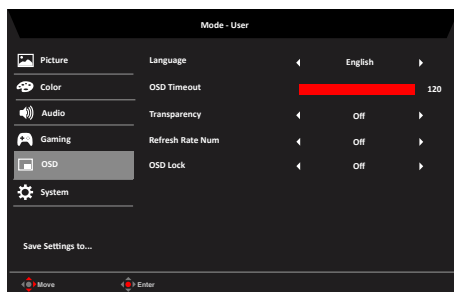 Mode - User
Picture
Language English
Color
OSD Timeout 120
Audio
Transparency Off
Gaming
Refresh Rate Num Off
OSD
OSD Lock Off
System
Save Settings to...
Move Enter